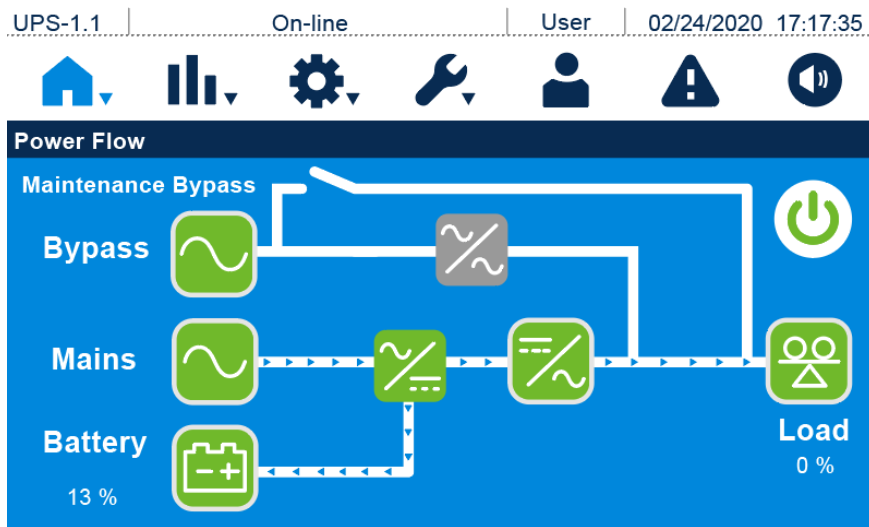 UPS-1.1 On-line User 02/24/2020 17:17:35
Power Flow
Maintenance Bypass
Bypass
Mains
Battery
13 %
Load
0 %